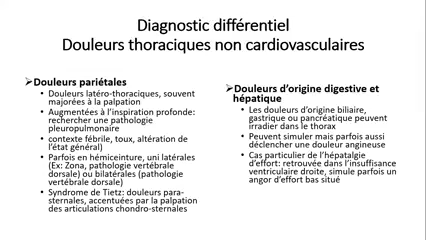 Diagnostic différentiel
Douleurs thoraciques non cardiovasculaires
➢Douleurs pariétales
• Douleurs latéro-thoraciques, souvent
majorées à la palpation
• Augmentées à l'inspiration profonde:
rechercher une pathologie
pleuropulmonaire
• contexte fébrile, toux, altération de
l'état général)
• Parfois en hémiceinture, uni latérales
(Ex: Zona, pathologie vertébrale
dorsale) ou bilatérales (pathologie
vertébrale dorsale)
• Syndrome de Tietz: douleurs para-
sternales, accentuées par la palpation
des articulations chondro-sternales
➢Douleurs d'origine digestive et
hépatique
• Les douleurs d'origine biliaire,
gastrique ou pancréatique peuvent
irradier dans le thorax
• Peuvent simuler mais parfois aussi
déclencher une douleur angineuse
• Cas particulier de l'hépatalgie
d'effort: retrouvée dans l'insuffisance
ventriculaire droite, simule parfois un
angor d'effort bas situé